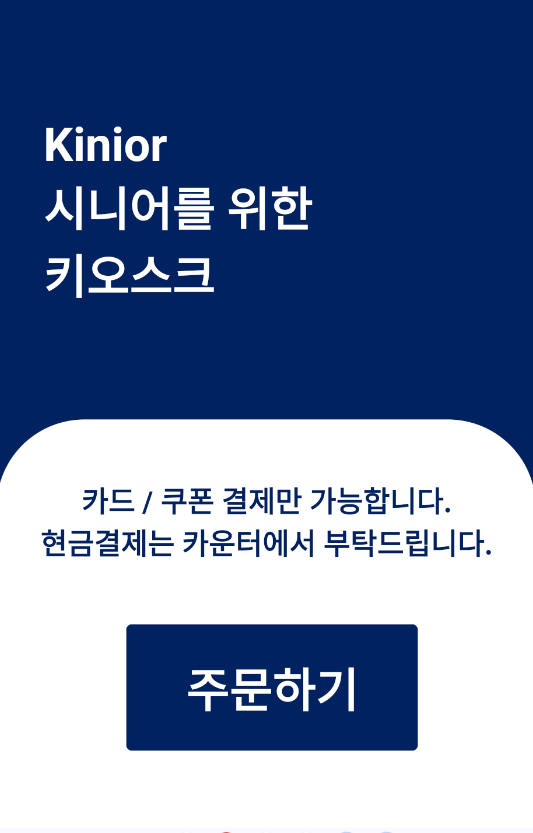 Kinior
시니어를 위한
키오스크
카드 / 쿠폰 결제만 가능합니다.
현금결제는 카운터에서 부탁드립니다.
주문하기